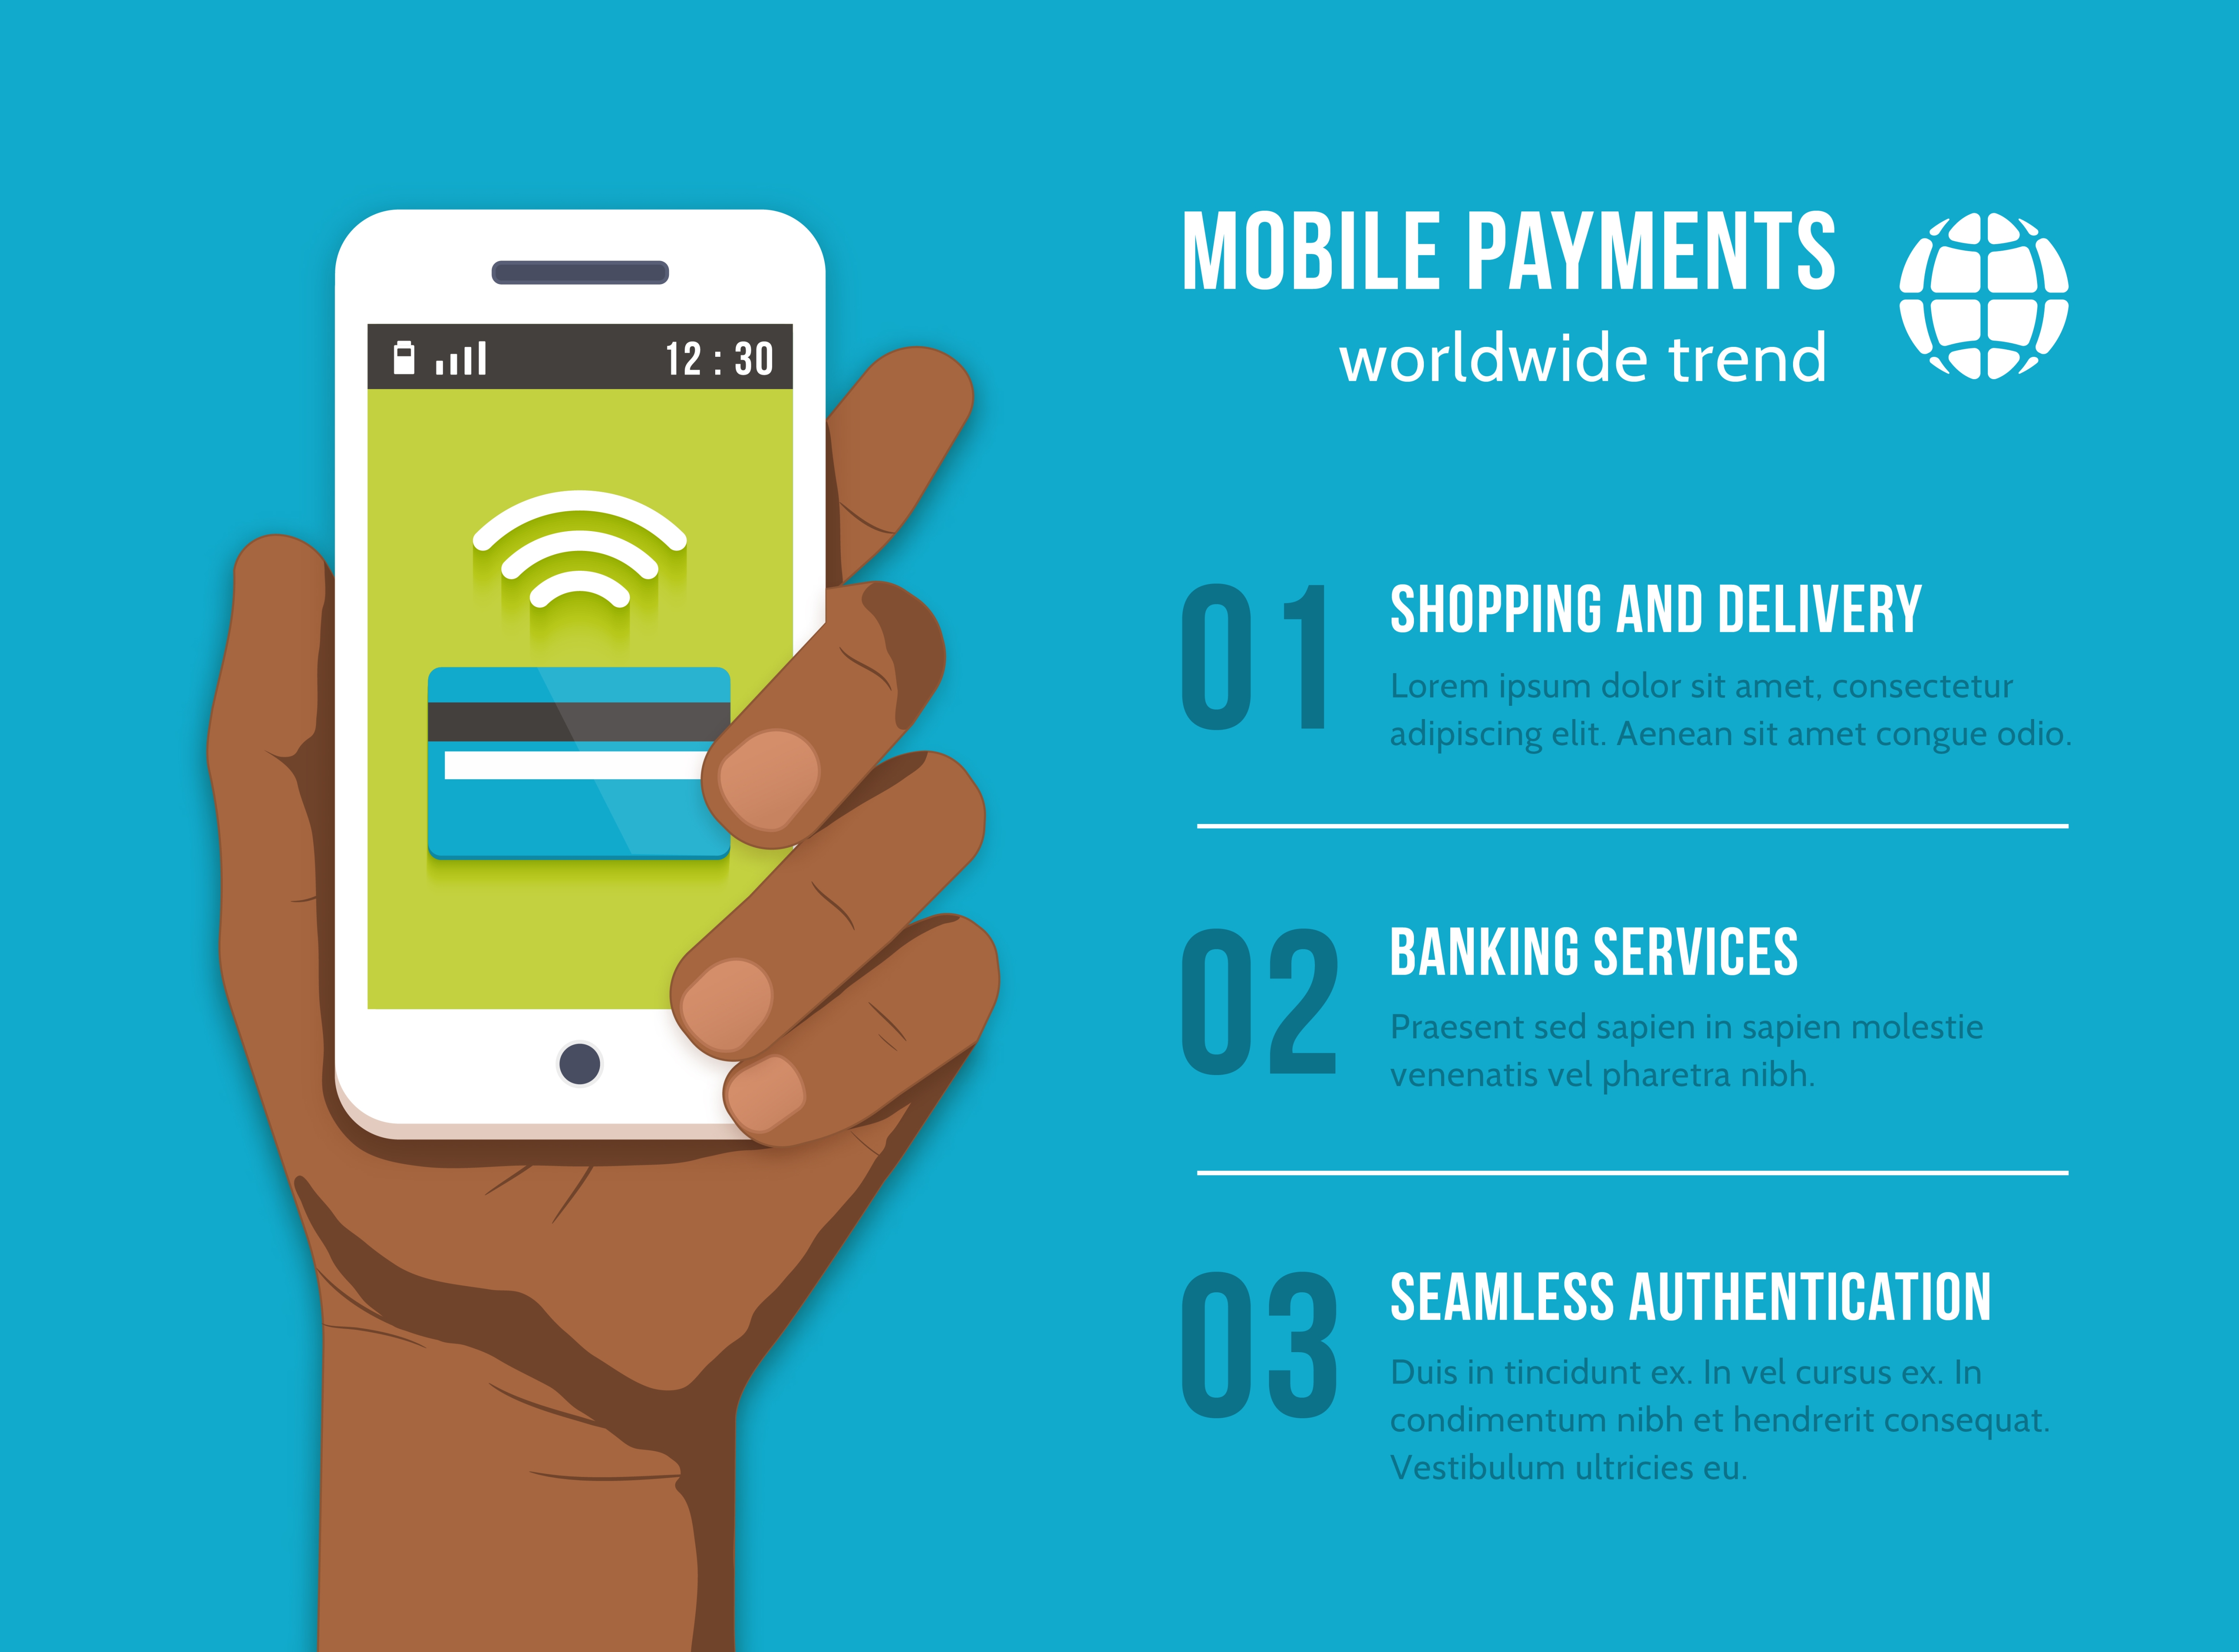 12 : 30
MOBILE PAYMENTS
worldwide trend
01
SHOPPING AND DELIVERY
Lorem ipsum dolor sit amet, consectetur
adipiscing elit. Aenean sit amet congue odio.
02
BANKING SERVICES
Praesent sed sapien in sapien molestie
venenatis vel pharetra nibh.
03
SEAMLESS AUTHENTICATION
Duis in tincidunt ex. In vel cursus ex. In
condimentum nibh et hendrerit consequat.
Vestibulum ultricies eu.